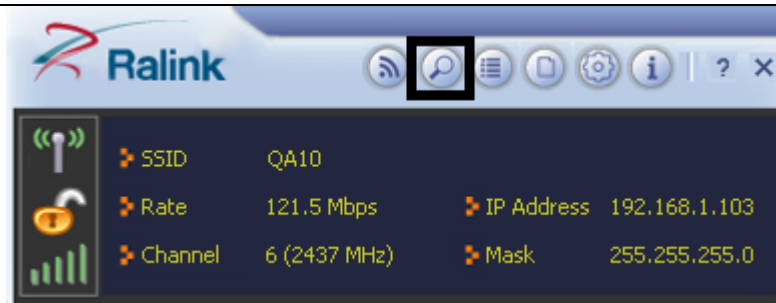 Ralink
i ? ×
SSID QA10
Rate 121.5 Mbps IP Address 192.168.1.103
Channel 6 (2437 MHz) Mask 255.255.255.0